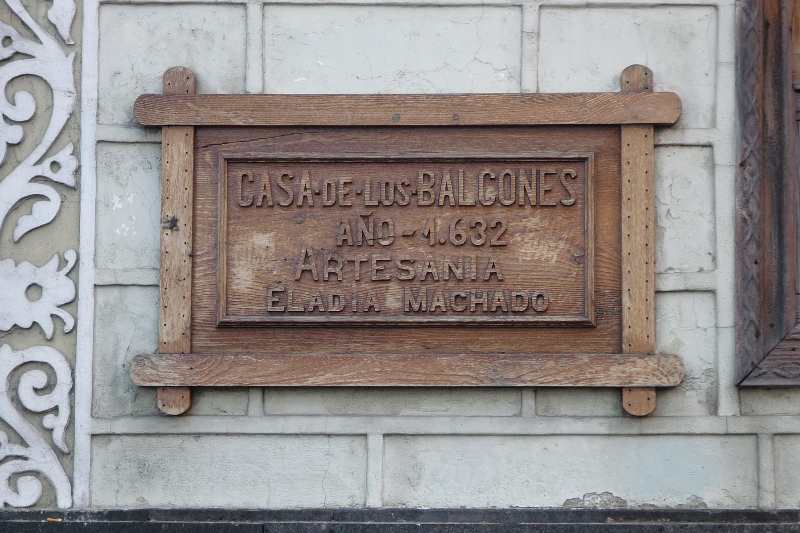 CASA·DE·LOS·BALCONES
AÑO-1.632
ARTESANIA
ELADIA MACHADO